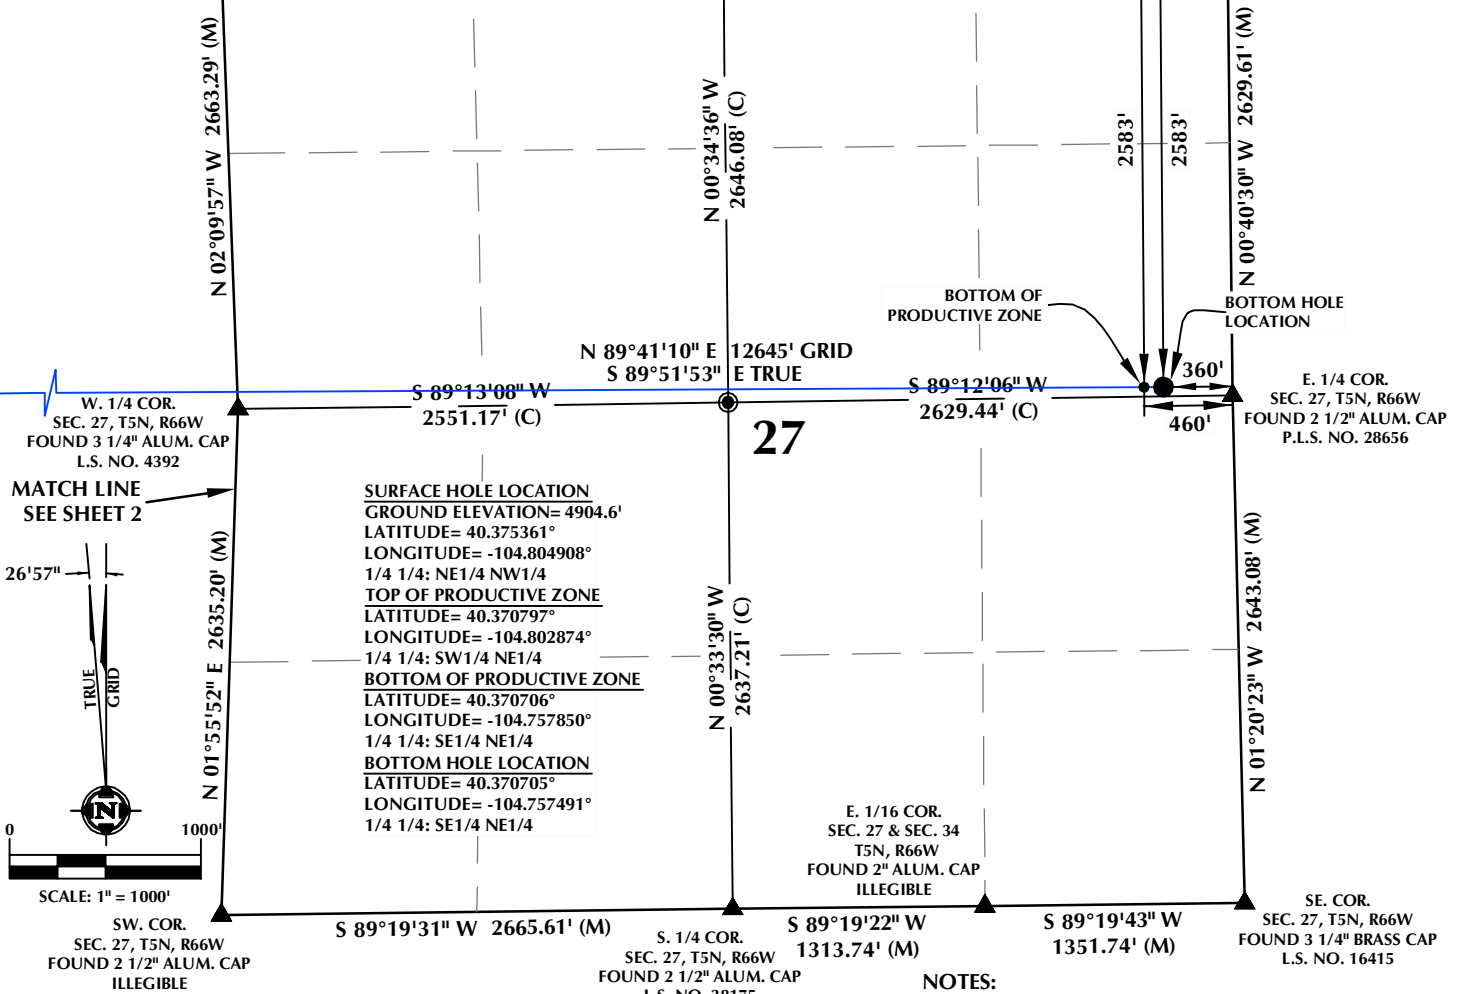 N 02°09'57" W 2663.29' (M)
N 00°34'36" W
2646.08' (C)
2583'
2583'
N 00°40'30" W 2629.61' (M)
BOTTOM OF
PRODUCTIVE ZONE
BOTTOM HOLE
LOCATION
N 89°41'10" E 12645' GRID
S 89°51'53" E TRUE
S 89°13'08" W
2551.17' (C)
S 89°12'06" W
2629.44' (C)
360'
460'
W. 1/4 COR.
SEC. 27, T5N, R66W
FOUND 3 1/4" ALUM. CAP
L.S. NO. 4392
E. 1/4 COR.
SEC. 27, T5N, R66W
FOUND 2 1/2" ALUM. CAP
P.L.S. NO. 28656
27
MATCH LINE
SEE SHEET 2
SURFACE HOLE LOCATION
GROUND ELEVATION= 4904.6'
LATITUDE= 40.375361°
LONGITUDE= -104.804908°
1/4 1/4: NE1/4 NW1/4
TOP OF PRODUCTIVE ZONE
LATITUDE= 40.370797°
LONGITUDE= -104.802874°
1/4 1/4: SW1/4 NE1/4
BOTTOM OF PRODUCTIVE ZONE
LATITUDE= 40.370706°
LONGITUDE= -104.757850°
1/4 1/4: SE1/4 NE1/4
BOTTOM HOLE LOCATION
LATITUDE= 40.370705°
LONGITUDE= -104.757491°
1/4 1/4: SE1/4 NE1/4
26'57"
TRUE
GRID
N
0 1000'
SCALE: 1" = 1000'
N 01°55'52" E 2635.20' (M)
N 00°33'30" W
2637.21' (C)
N 01°20'23" W 2643.08' (M)
E. 1/16 COR.
SEC. 27 & SEC. 34
T5N, R66W
FOUND 2" ALUM. CAP
ILLEGIBLE
SW. COR.
SEC. 27, T5N, R66W
FOUND 2 1/2" ALUM. CAP
ILLEGIBLE
S 89°19'31" W 2665.61' (M)
S. 1/4 COR.
SEC. 27, T5N, R66W
FOUND 2 1/2" ALUM. CAP
L.S. NO. 38175
S 89°19'22" W
1313.74' (M)
S 89°19'43" W
1351.74' (M)
SE. COR.
SEC. 27, T5N, R66W
FOUND 3 1/4" BRASS CAP
L.S. NO. 16415
NOTES: